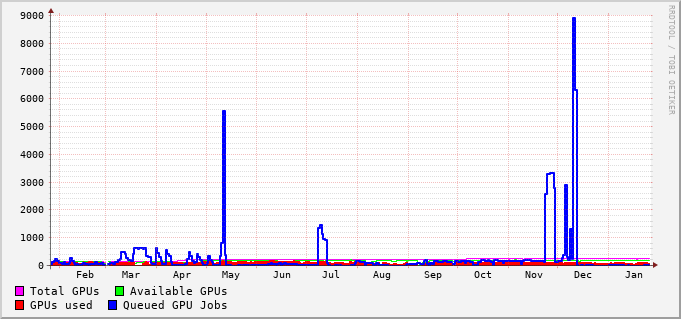 9000
8000
7000
6000
5000
4000
3000
2000
1000
0
Feb Mar Apr May Jun Jul Aug Sep Oct Nov Dec Jan
Total GPUs Available GPUs
GPUs used Queued GPU Jobs
RRDTOOL / TOBI OETIKER